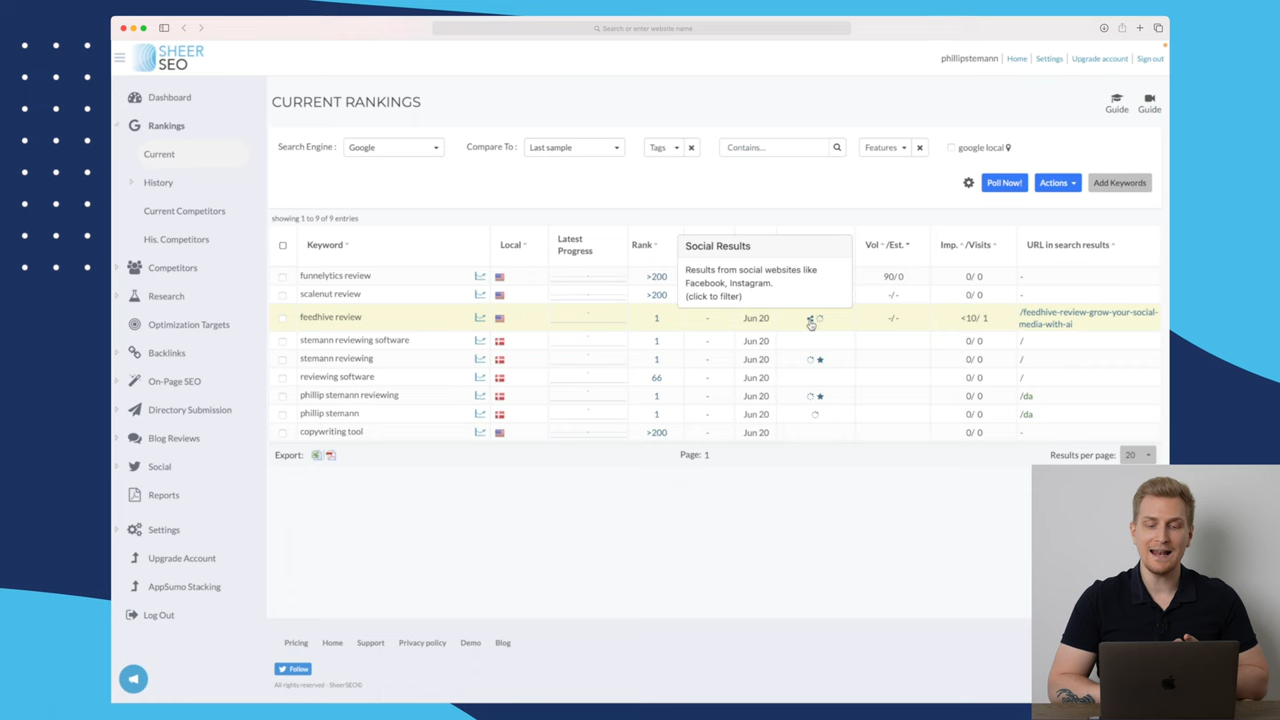 Search or enter website name
SHEER
SEO
phillipstemann Home Settings Upgrade account Sign out
Dashboard
Rankings
Current
History
Current Competitors
His. Competitors
Competitors
Research
Optimization Targets
Backlinks
On-Page SEO
Directory Submission
Blog Reviews
Social
Reports
Settings
Upgrade Account
AppSumo Stacking
Log Out
CURRENT RANKINGS
Guide Guide
Search Engine : Google Compare To : Last sample Tags Contains... Features google local
Poll Now! Actions Add Keywords
showing 1 to 9 of 9 entries
Keyword Local Latest Progress Rank Vol /Est. Imp. /Visits URL in search results
Social Results
Results from social websites like
Facebook, Instagram.
(click to filter)
funnelytics review >200 90/ 0 0/ 0 -
scalenut review >200 -/ - 0/ 0 -
feedhive review 1 - Jun 20 -/ - <10/ 1 /feedhive-review-grow-your-social-
media-with-ai
stemann reviewing software 1 - Jun 20 0/ 0 /
stemann reviewing 1 - Jun 20 0/ 0 /
reviewing software 66 - Jun 20 0/ 0 /
phillip stemann reviewing 1 - Jun 20 0/ 0 /da
phillip stemann 1 - Jun 20 0/ 0 /da
copywriting tool >200 - Jun 20 0/ 0 -
Export: Page: 1 Results per page: 20
Pricing Home Support Privacy policy Demo Blog
Follow
All rights reserved - SheerSEO©